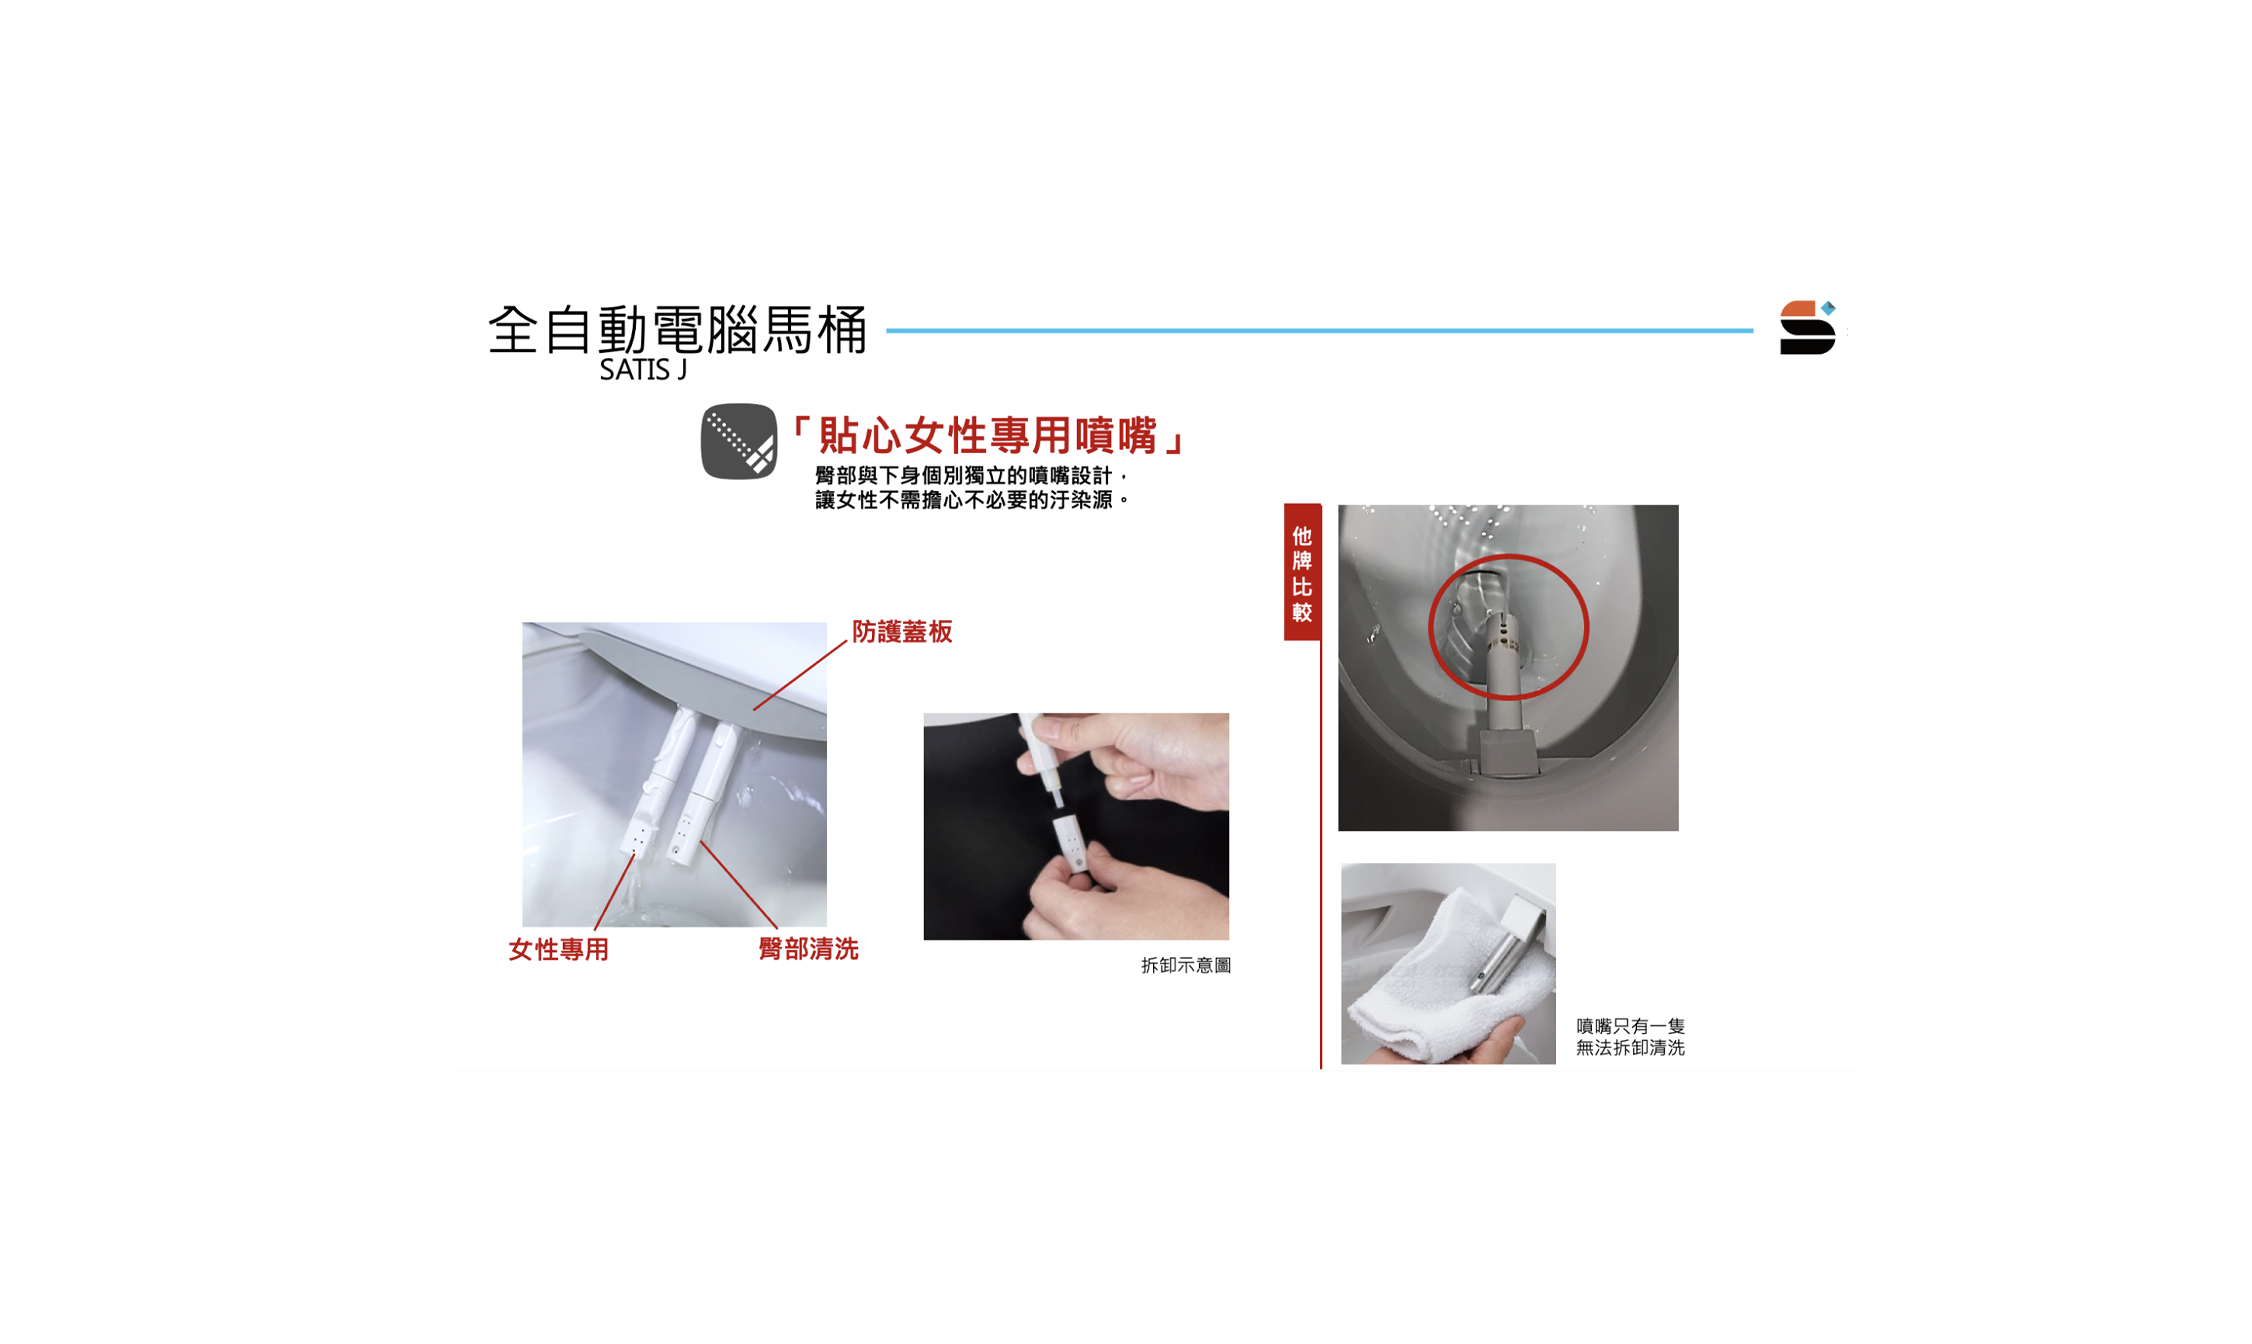 全自動電腦馬桶
SATIS J
「貼心女性專用噴嘴」
臀部與下身個別獨立的噴嘴設計，
讓女性不需擔心不必要的汙染源。
防護蓋板
女性專用
臀部清洗
拆卸示意圖
他牌比較
噴嘴只有一隻
無法拆卸清洗